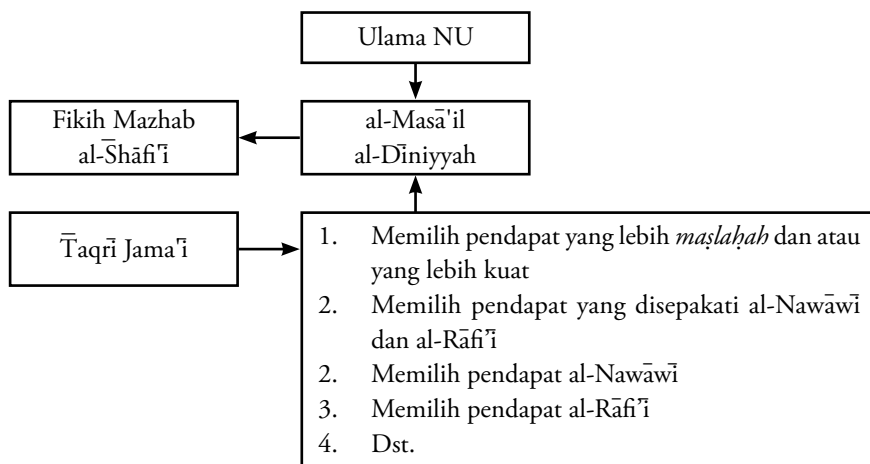 Ulama NU
Fikih Mazhab
al-S̄hāfi'ī
al-Masā'il
al-Dīniyyah
T̄aqrī Jama'ī
1. Memilih pendapat yang lebih maṣlaḥah dan atau
yang lebih kuat
2. Memilih pendapat yang disepakati al-Nawāwī
dan al-Rāfi'ī
2. Memilih pendapat al-Nawāwī
3. Memilih pendapat al-Rāfi'ī
4. Dst.